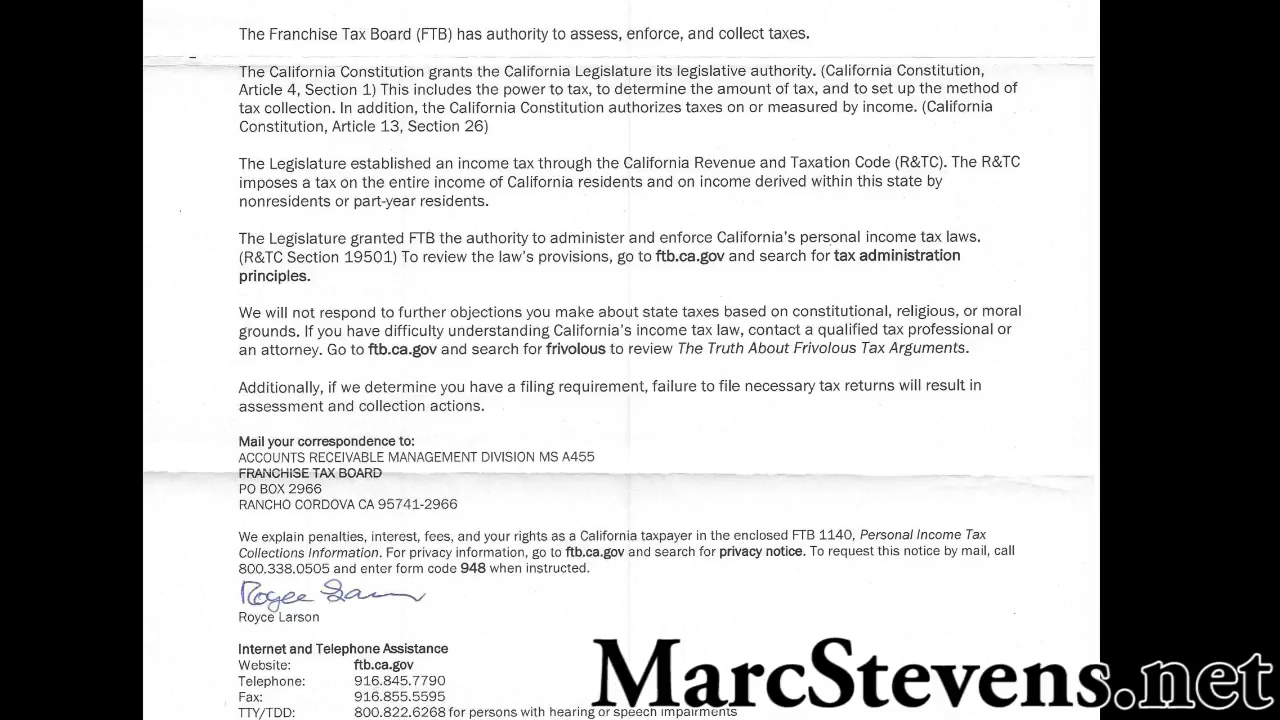 The Franchise Tax Board (FTB) has authority to assess, enforce, and collect taxes.
The California Constitution grants the California Legislature its legislative authority. (California Constitution,
Article 4, Section 1) This includes the power to tax, to determine the amount of tax, and to set up the method of
tax collection. In addition, the California Constitution authorizes taxes on or measured by income. (California
Constitution, Article 13, Section 26)
The Legislature established an income tax through the California Revenue and Taxation Code (R&TC). The R&TC
imposes a tax on the entire income of California residents and on income derived within this state by
nonresidents or part-year residents.
The Legislature granted FTB the authority to administer and enforce California's personal income tax laws.
(R&TC Section 19501) To review the law's provisions, go to ftb.ca.gov and search for tax administration
principles.
We will not respond to further objections you make about state taxes based on constitutional, religious, or moral
grounds. If you have difficulty understanding California's income tax law, contact a qualified tax professional or
an attorney. Go to ftb.ca.gov and search for frivolous to review The Truth About Frivolous Tax Arguments.
Additionally, if we determine you have a filing requirement, failure to file necessary tax returns will result in
assessment and collection actions.
Mail your correspondence to:
ACCOUNTS RECEIVABLE MANAGEMENT DIVISION MS A455
FRANCHISE TAX BOARD
PO BOX 2966
RANCHO CORDOVA CA 95741-2966
We explain penalties, interest, fees, and your rights as a California taxpayer in the enclosed FTB 1140, Personal Income Tax
Collections Information. For privacy information, go to ftb.ca.gov and search for privacy notice. To request this notice by mail, call
800.338.0505 and enter form code 948 when instructed.
Royce Larson
Internet and Telephone Assistance
Website: ftb.ca.gov
Telephone: 916.845.7790
Fax: 916.855.5595
TTY/TDD: 800.822.6268 for persons with hearing or speech impairments
MarcStevens.net